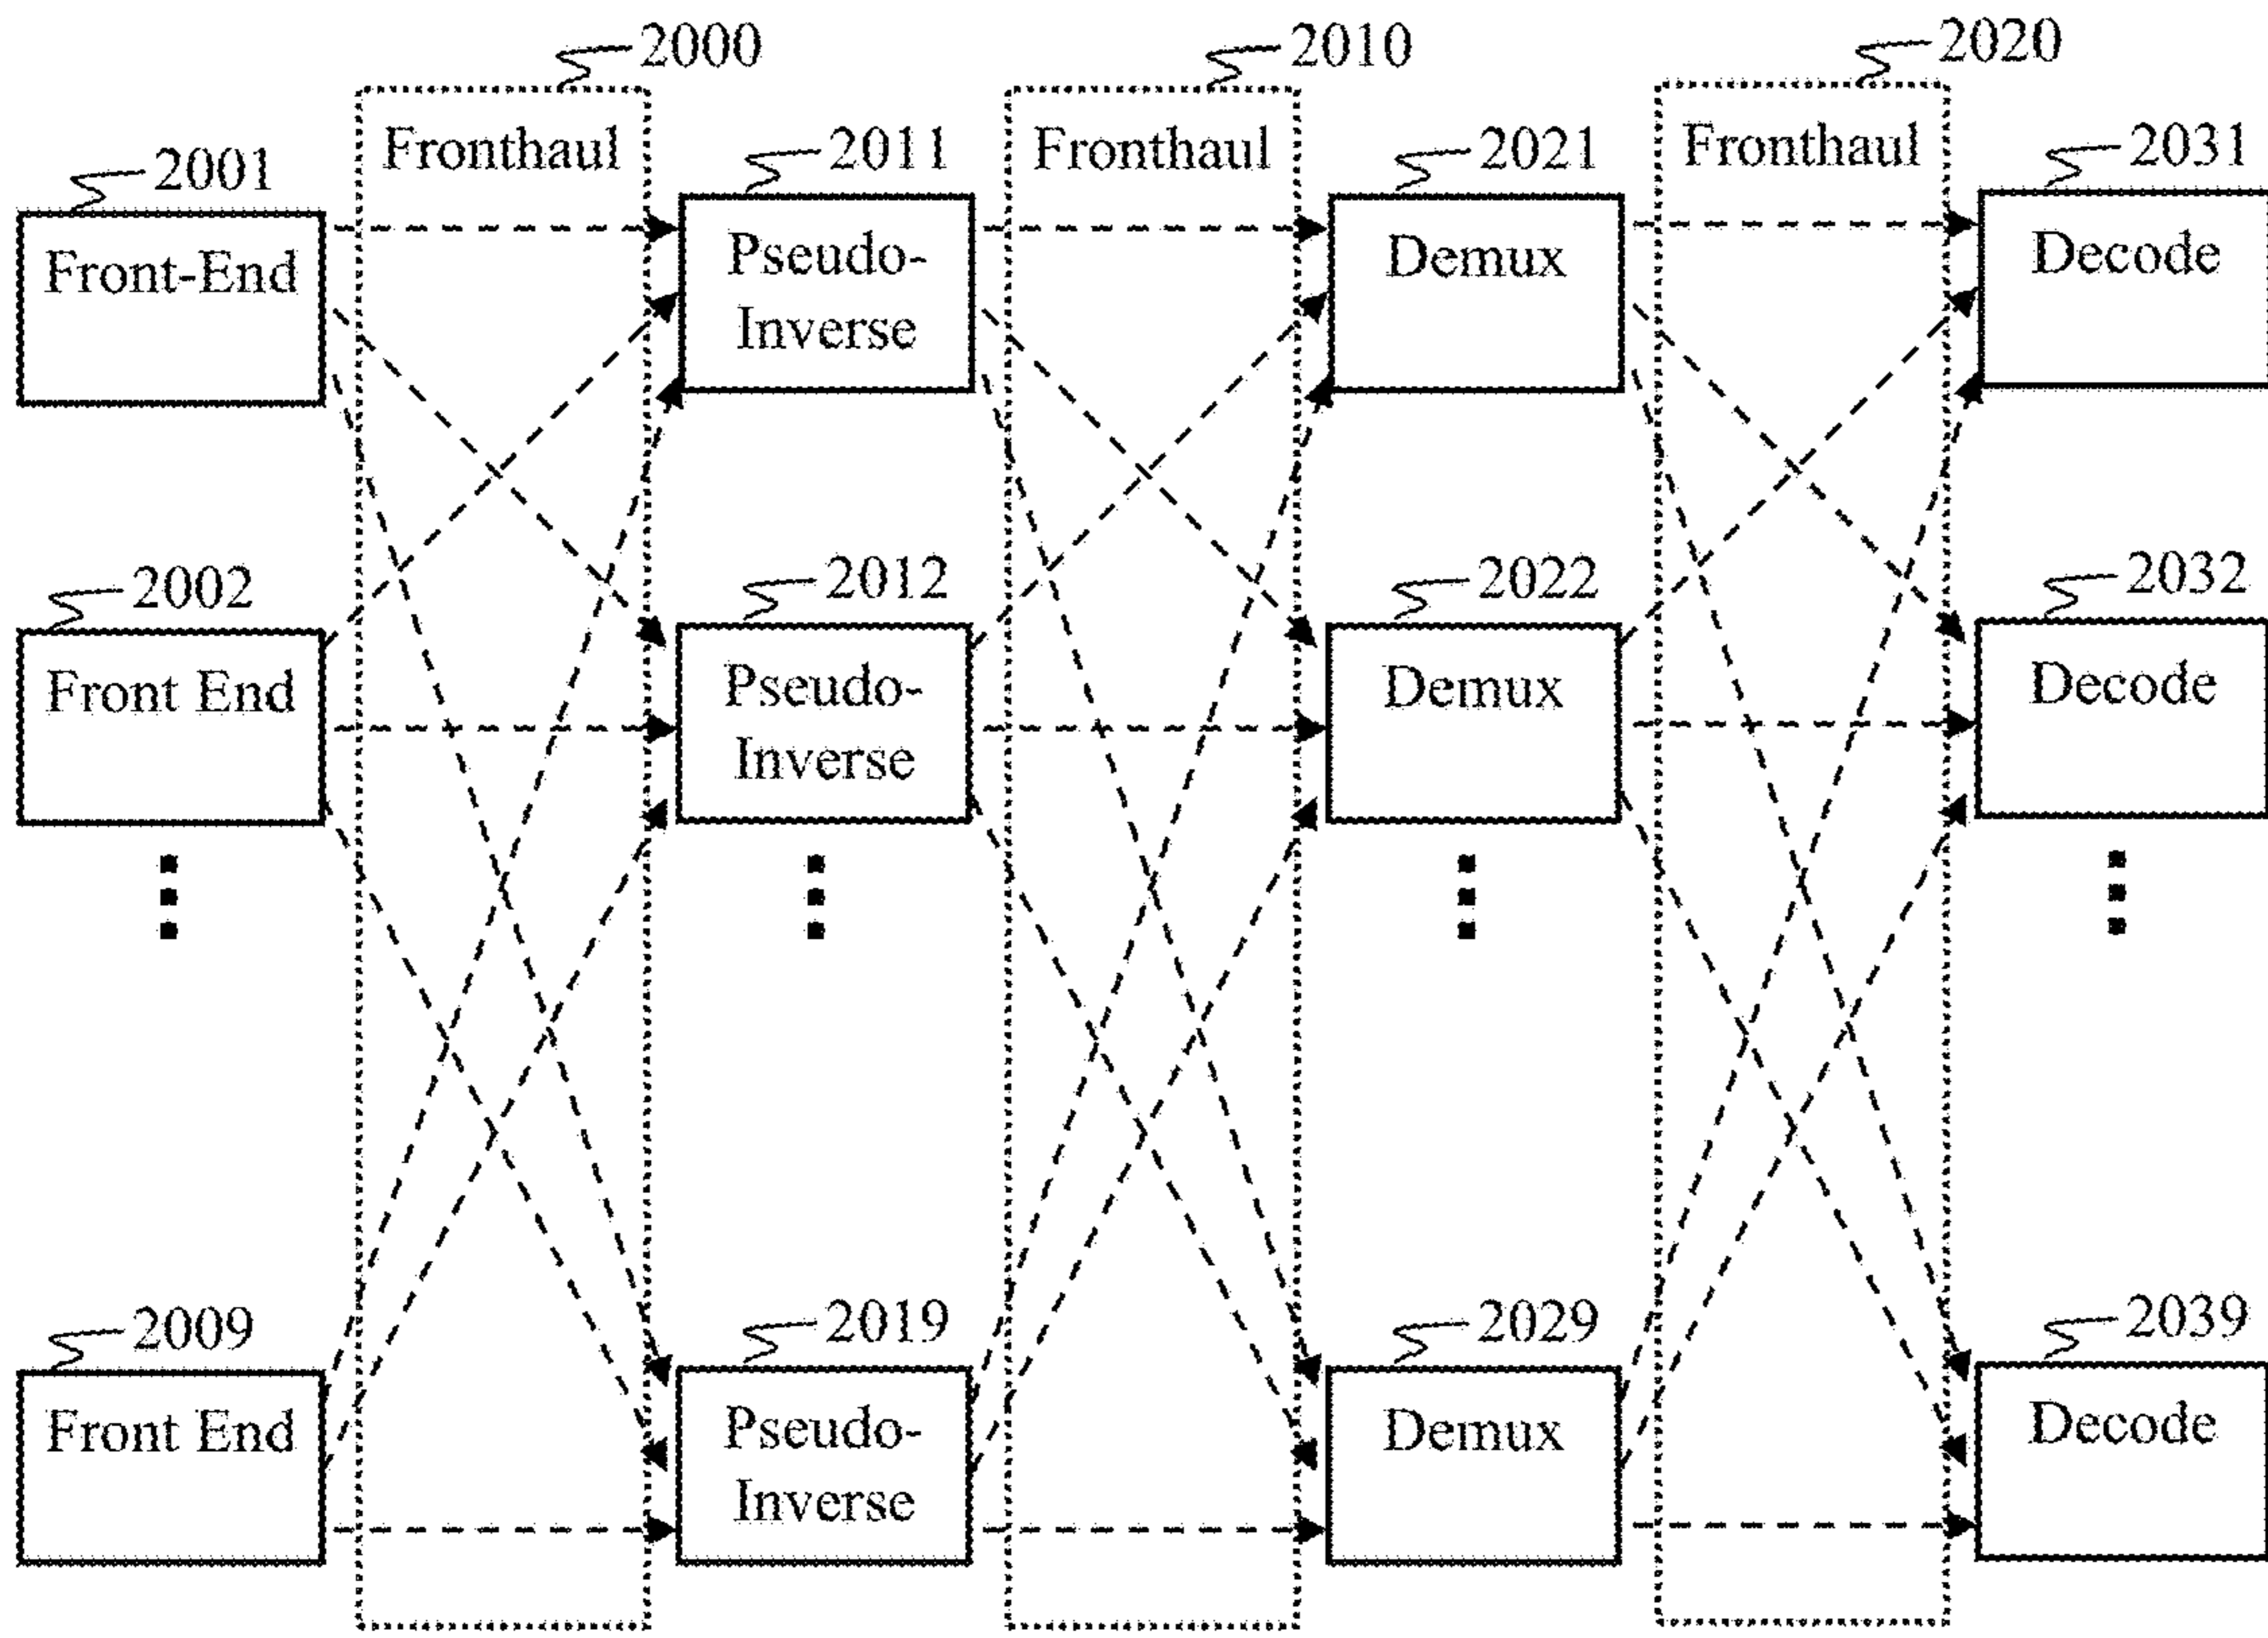 2000
2010
2020
Fronthaul
Fronthaul
Fronthaul
2001
2011
2021
2031
Front-End
Pseudo-
Inverse
Demux
Decode
2002
2012
2022
2032
Front End
Pseudo-
Inverse
Demux
Decode
2009
2019
2029
2039
Front End
Pseudo-
Inverse
Demux
Decode